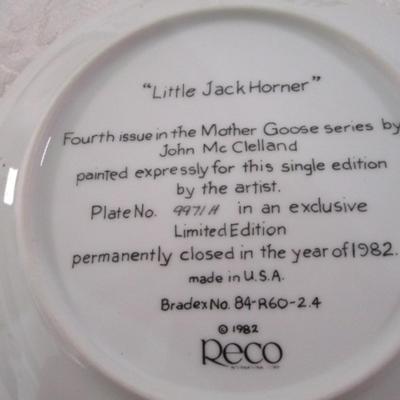 "Little Jack Horner"
Fourth issue in the Mother Goose series by
John McClelland
painted expressly for this single edition
by the artist.
Plate No. 9971H in an exclusive
Limited Edition
permanently closed in the year of 1982.
made in U.S.A.
Bradex No. 84-R60-2.4
© 1982
Reco